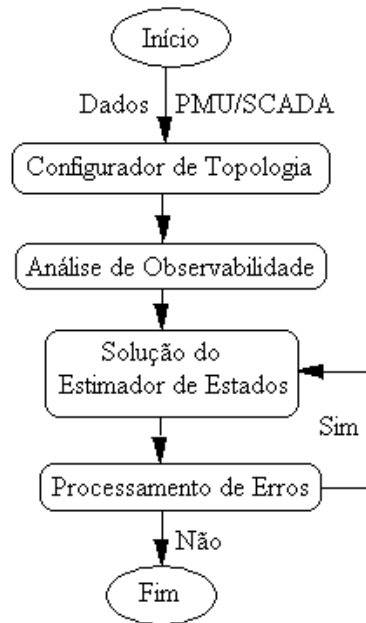 Início
Dados PMU/SCADA
Configurador de Topologia
Análise de Observabilidade
Solução do
Estimador de Estados
Sim
Processamento de Erros
Não
Fim